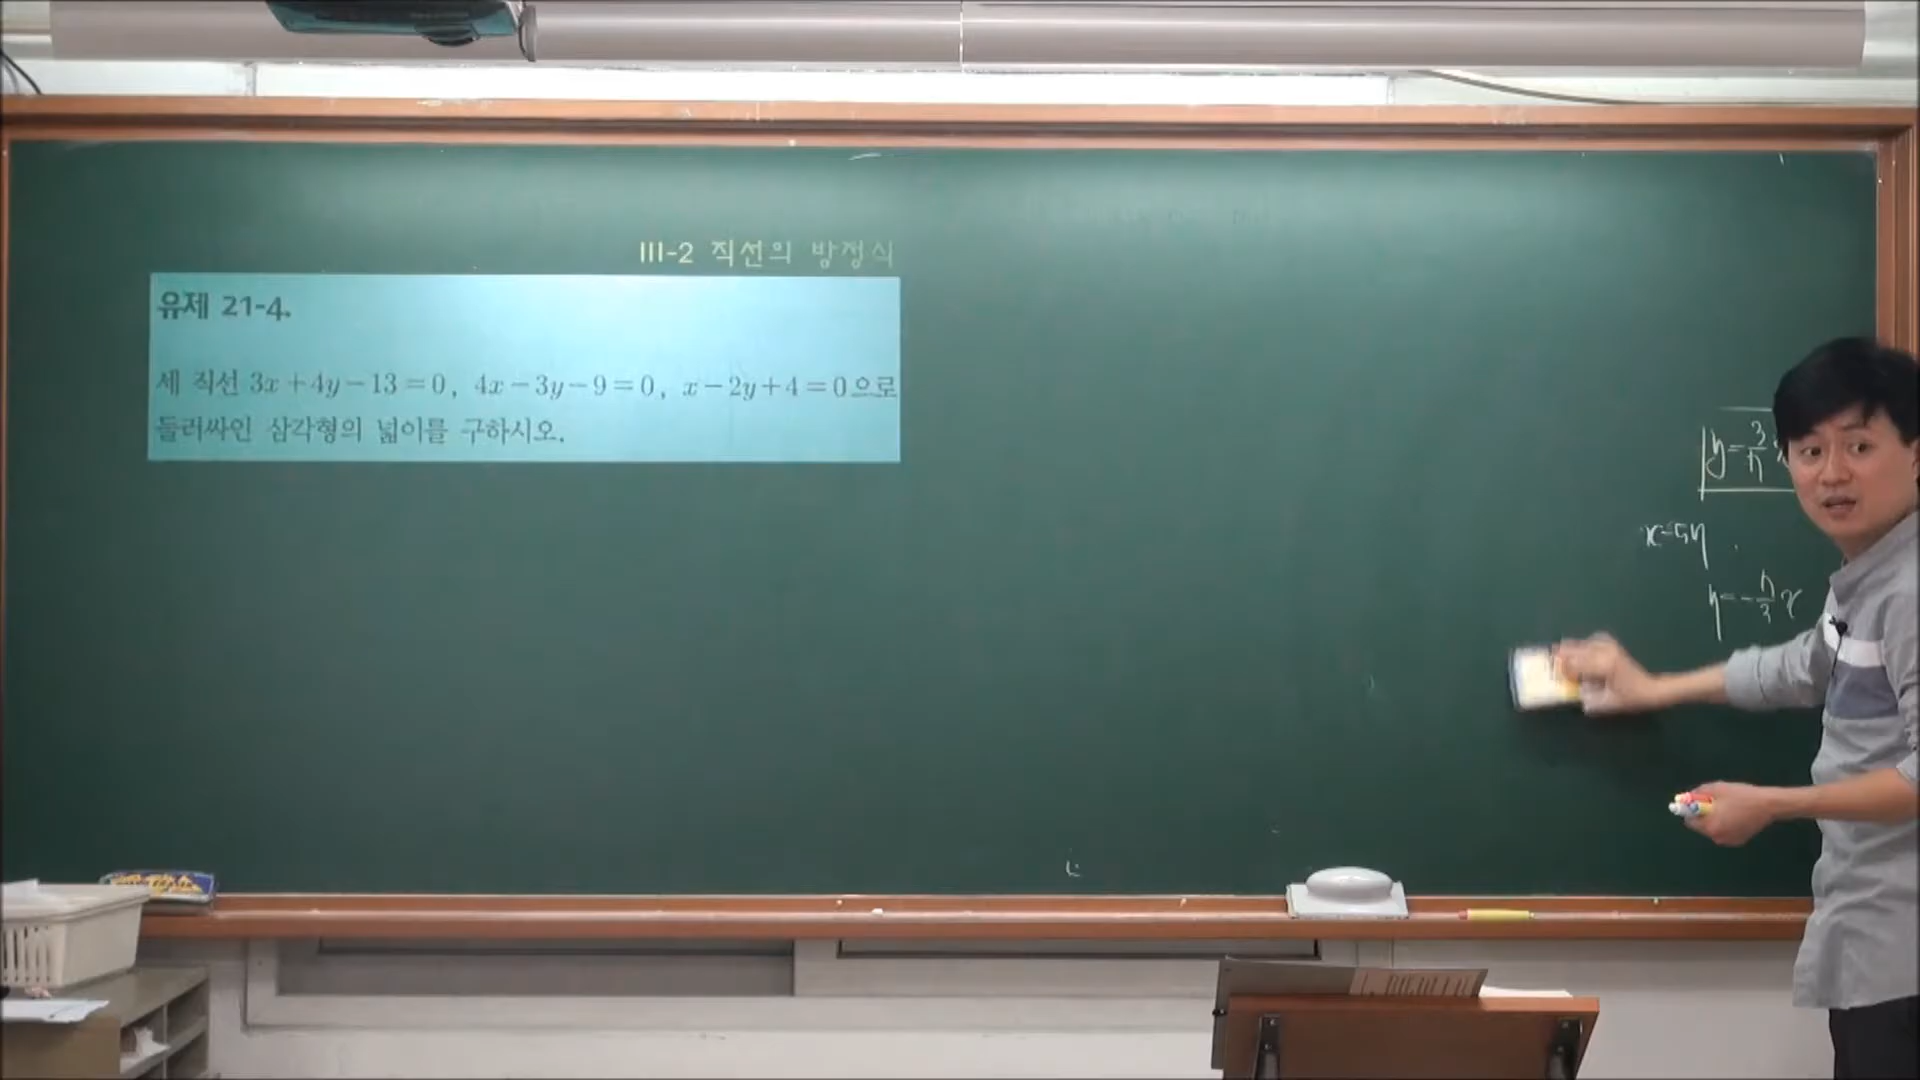 III-2 직선의 방정식
유제 21-4.
세 직선 3x+4y-13=0, 4x-3y-9=0, x-2y+4=0으로
둘러싸인 삼각형의 넓이를 구하시오.